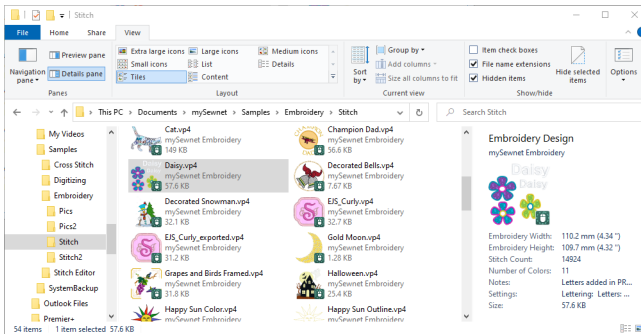 Stitch
File Home Share View
Navigation pane
Preview pane
Details pane
Panes
Extra large icons Large icons Medium icons
Small icons List Details
Tiles Content
Layout
Sort by
Group by
Add columns
Size all columns to fit
Current view
Item check boxes
File name extensions
Hidden items
Hide selected items
Show/hide
Options
This PC > Documents > mySewnet > Samples > Embroidery > Stitch
Search Stitch
My Videos
Samples
Cross Stitch
Digitizing
Embroidery
Pics
Pics2
Stitch
Stitch2
Stitch Editor
SystemBackup
Outlook Files
Premier+
Cat.vp4
mySewnet Embroidery
149 KB
Champion Dad.vp4
mySewnet Embroidery
56.6 KB
Daisy.vp4
mySewnet Embroidery
57.6 KB
Decorated Bells.vp4
mySewnet Embroidery
7.67 KB
Decorated Snowman.vp4
mySewnet Embroidery
32.1 KB
EJS_Curly.vp4
mySewnet Embroidery
32.7 KB
EJS_Curly_exported.vp4
mySewnet Embroidery
31.2 KB
Gold Moon.vp4
mySewnet Embroidery
1.28 KB
Grapes and Birds Framed.vp4
mySewnet Embroidery
31.8 KB
Halloween.vp4
mySewnet Embroidery
25.4 KB
Happy Sun Color.vp4
mySewnet Embroidery
Happy Sun Outline.vp4
mySewnet Embroidery
Embroidery Design
mySewnet Embroidery
Daisy
Daisy
Embroidery Width: 110.2 mm (4.34 ")
Embroidery Height: 109.7 mm (4.32 ")
Stitch Count: 14924
Number of Colors: 11
Notes: Letters added in PR...
Settings: Lettering: Letters: ...
Size: 57.6 KB
54 items 1 item selected 57.6 KB